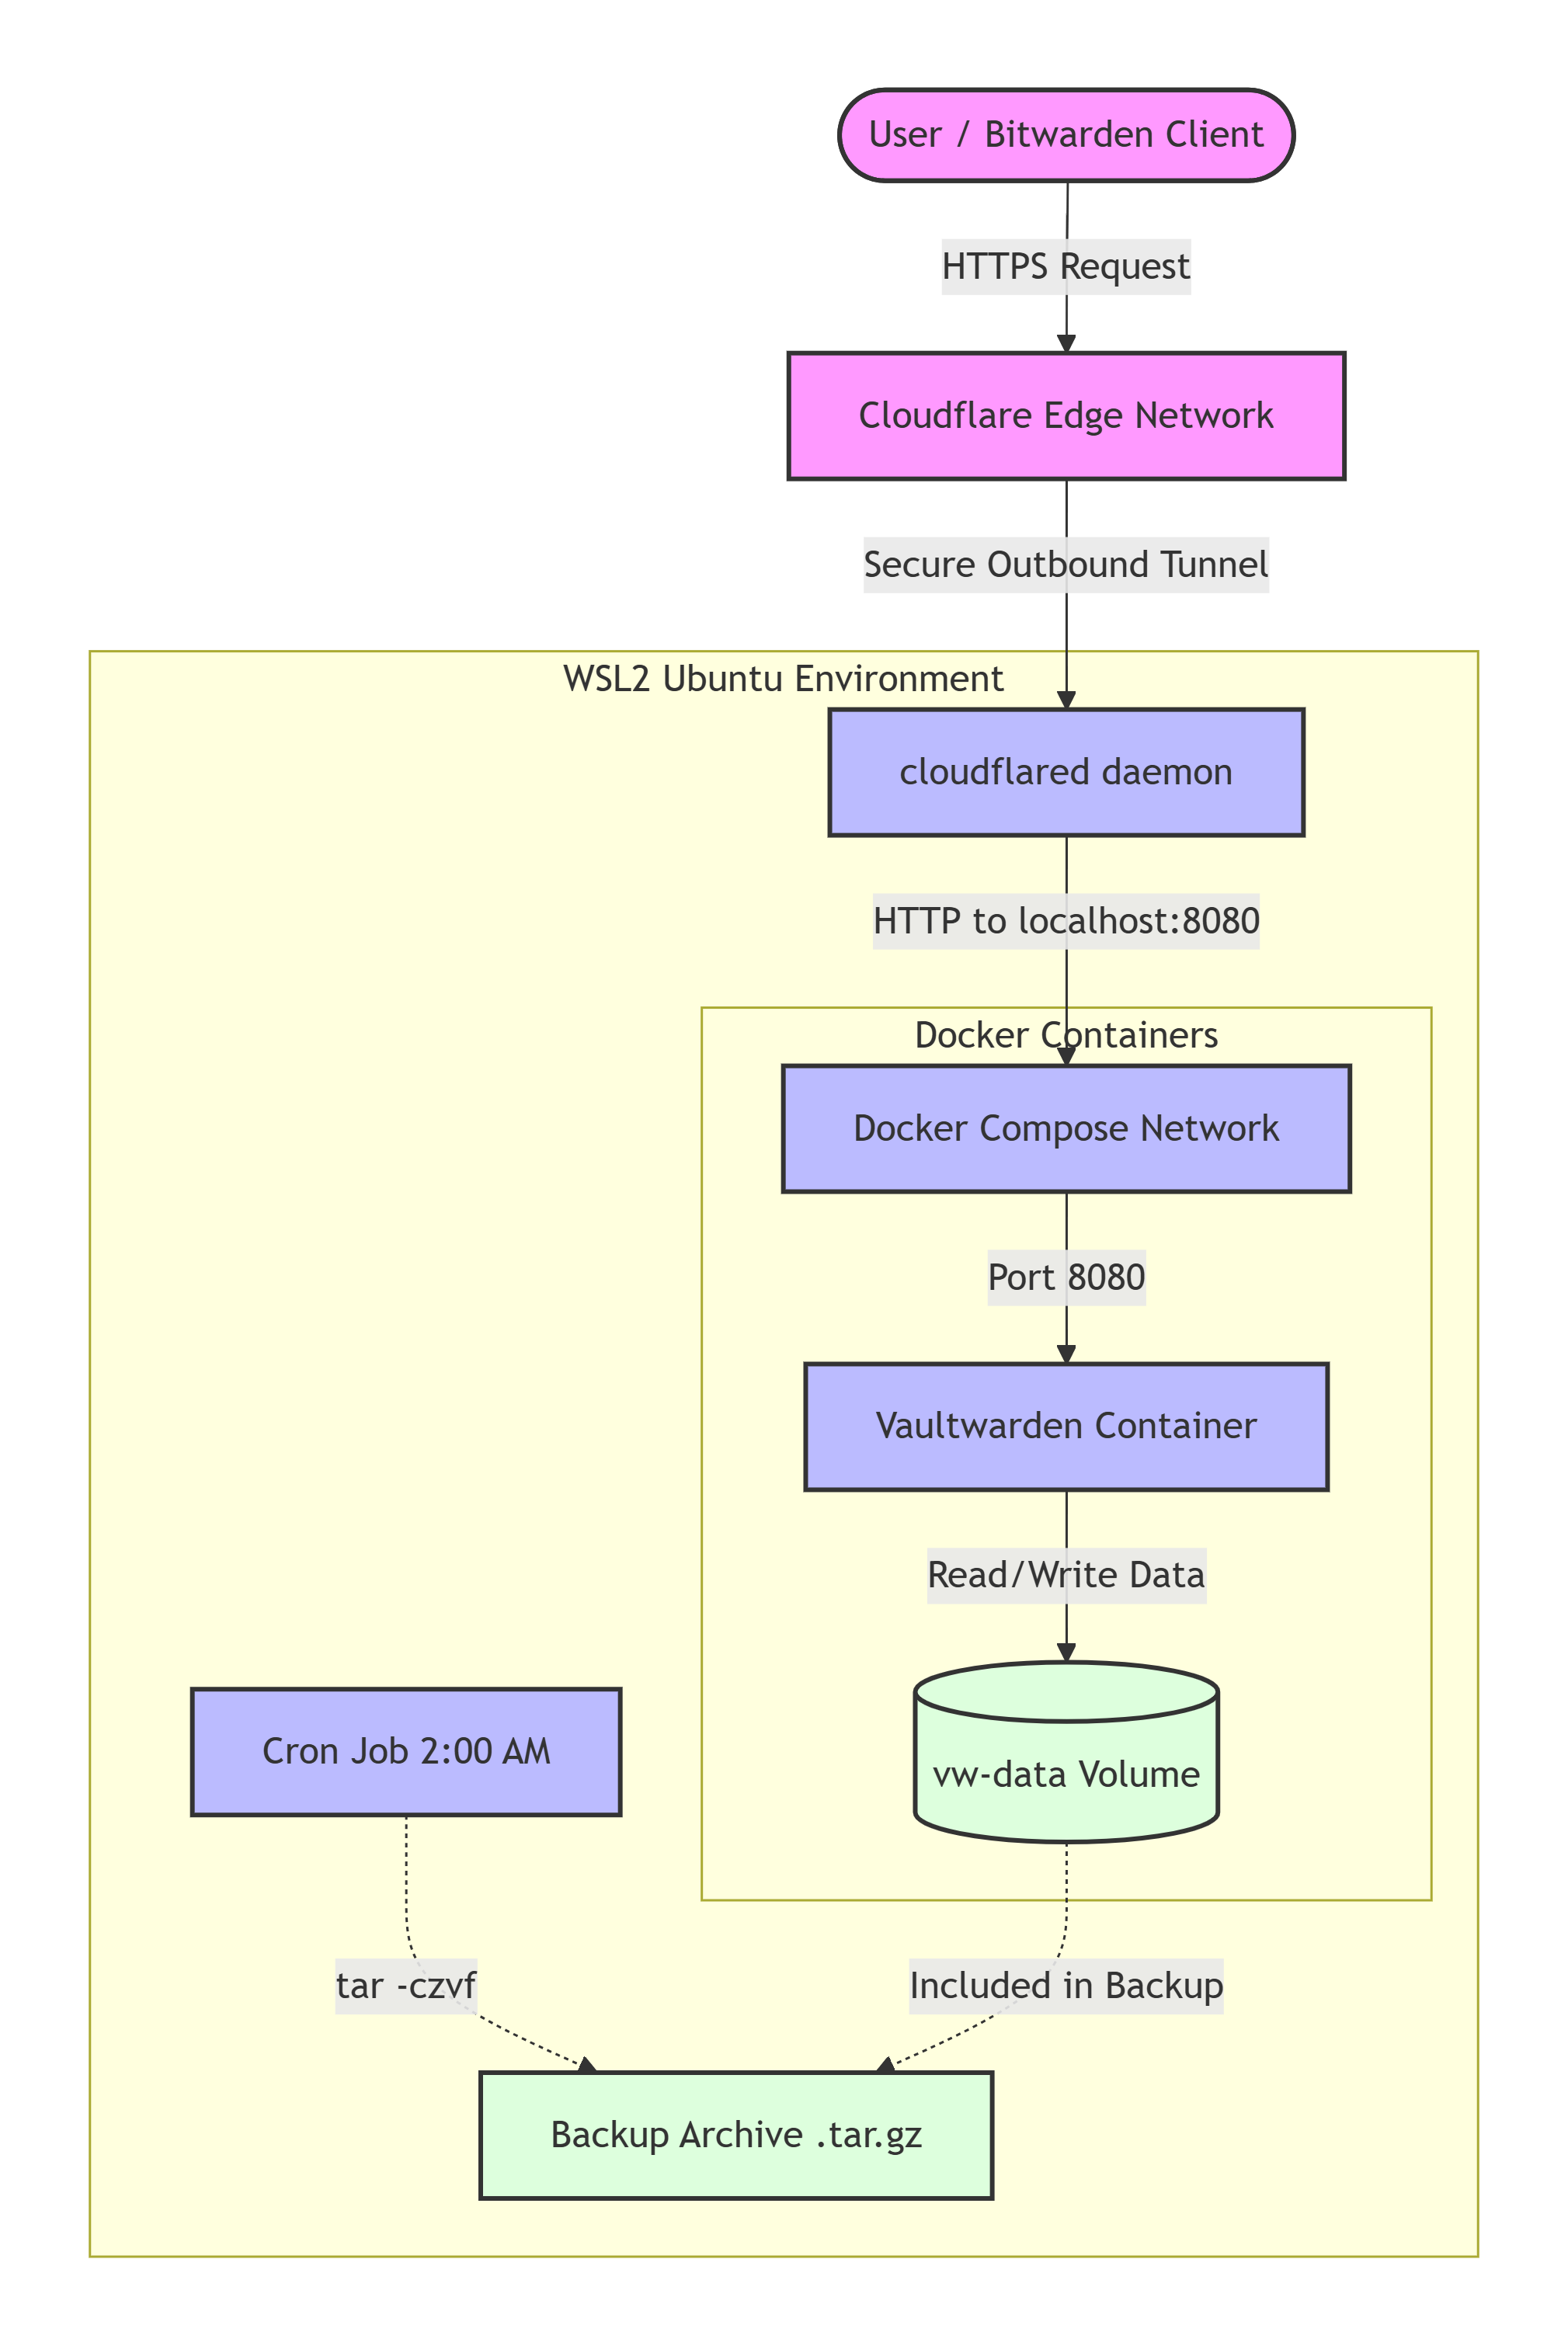 User / Bitwarden Client
HTTPS Request
Cloudflare Edge Network
Secure Outbound Tunnel
WSL2 Ubuntu Environment
cloudflared daemon
HTTP to localhost:8080
Docker Containers
Docker Compose Network
Port 8080
Vaultwarden Container
Read/Write Data
Cron Job 2:00 AM
vw-data Volume
tar -czvf
Included in Backup
Backup Archive .tar.gz